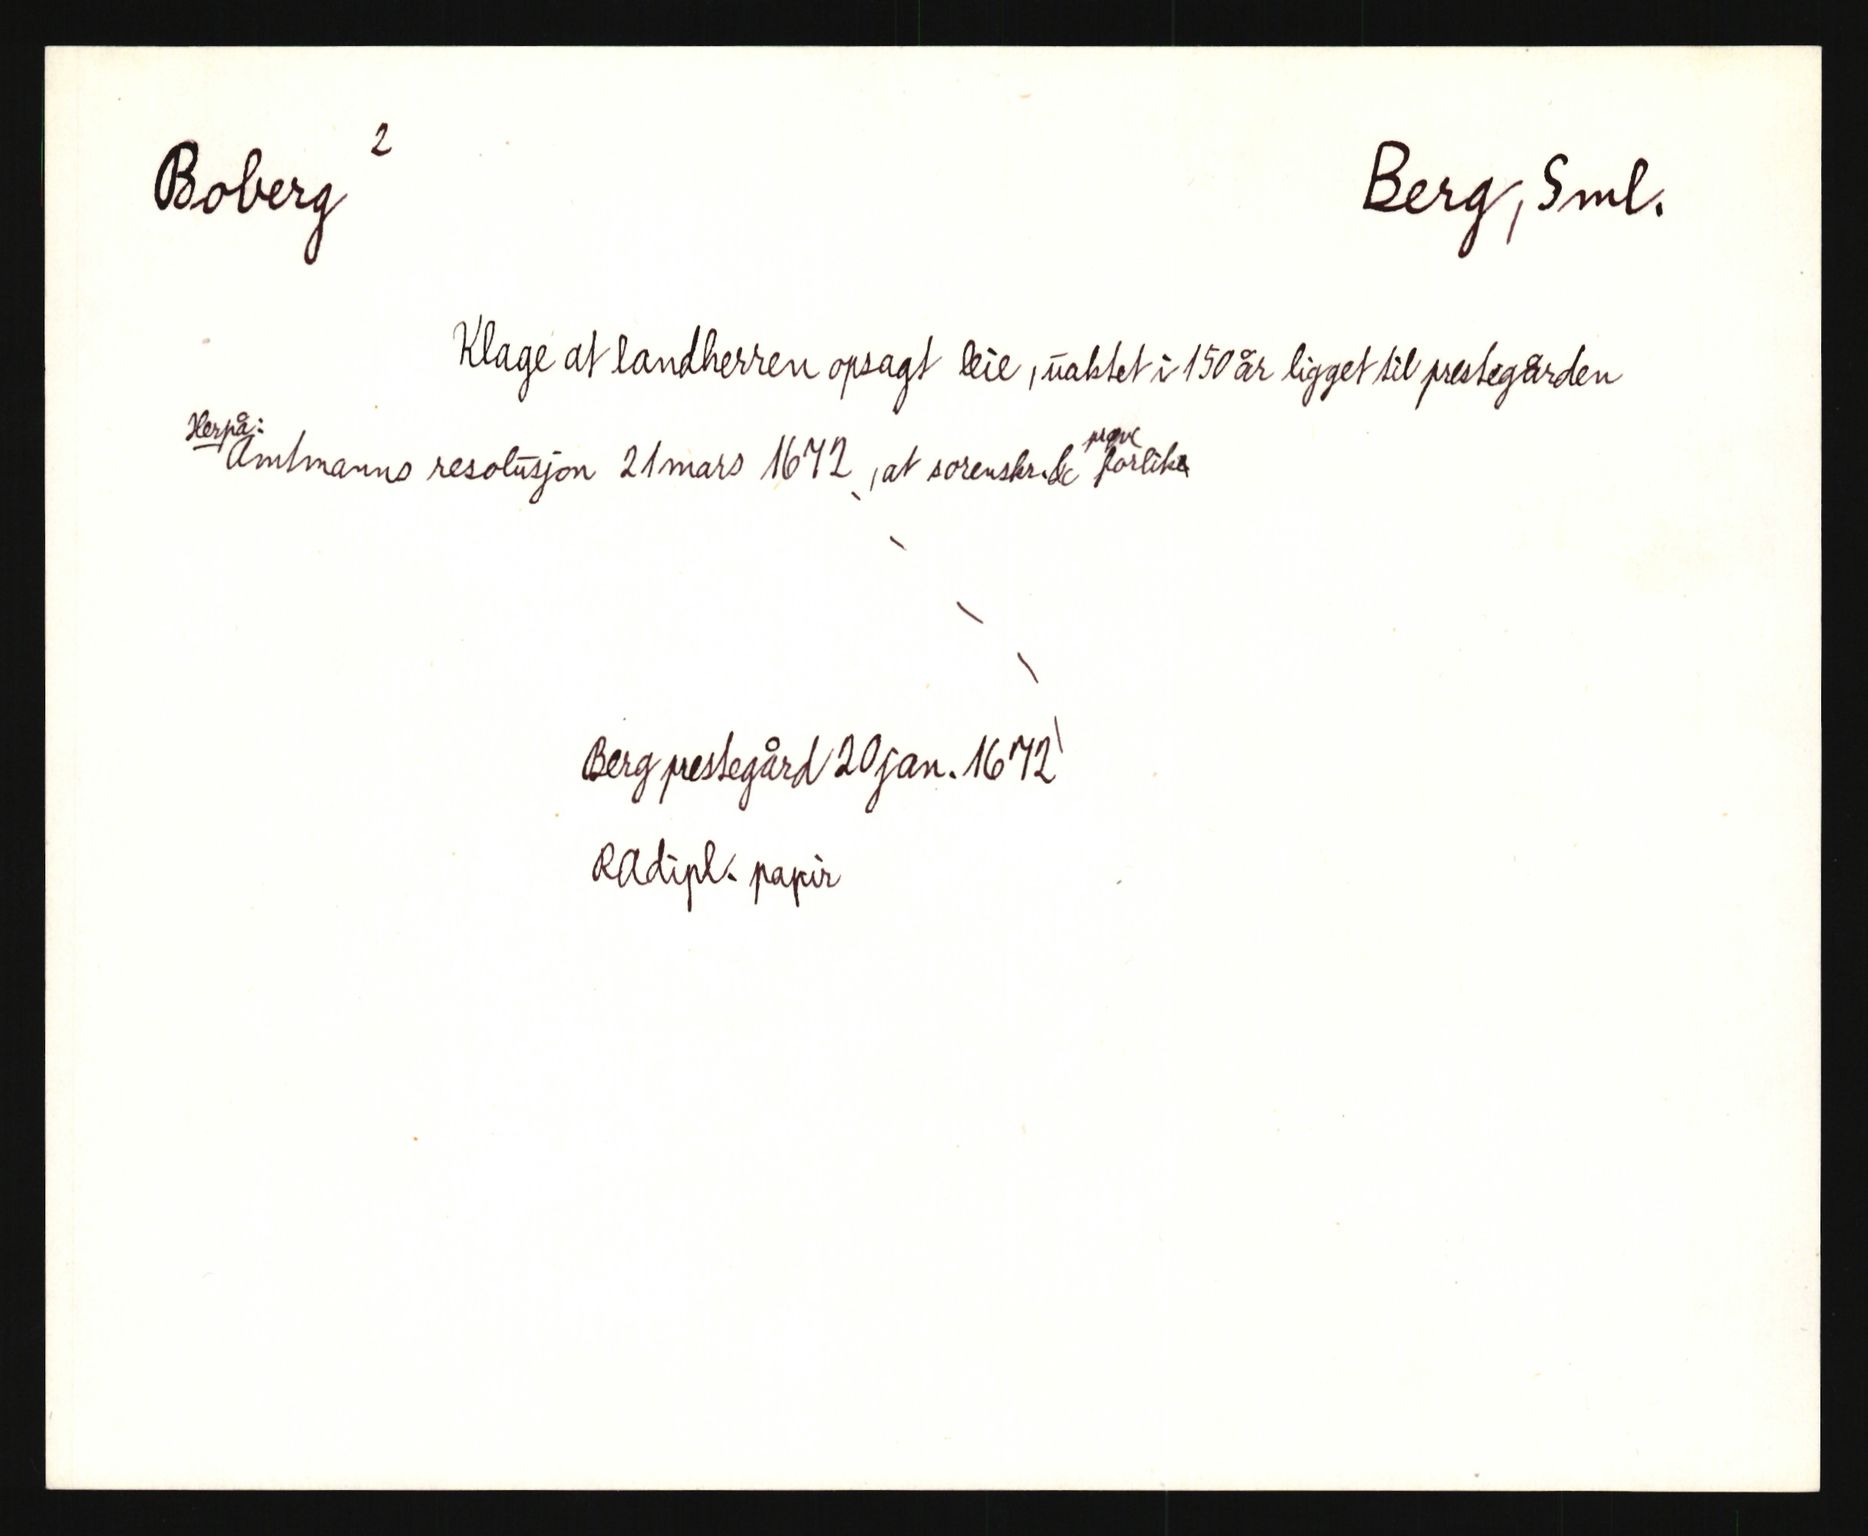 Boberg 2
Berg, Sml.
Klage at landherren opsagt leie, uaktet i 150 år ligget til prestegården
Herpå:
Amtmanns resolusjon 21 mars 1672, at sorenskr. &c prøve forlike
Berg prestegård 20 jan. 1672
RAdipl. papir